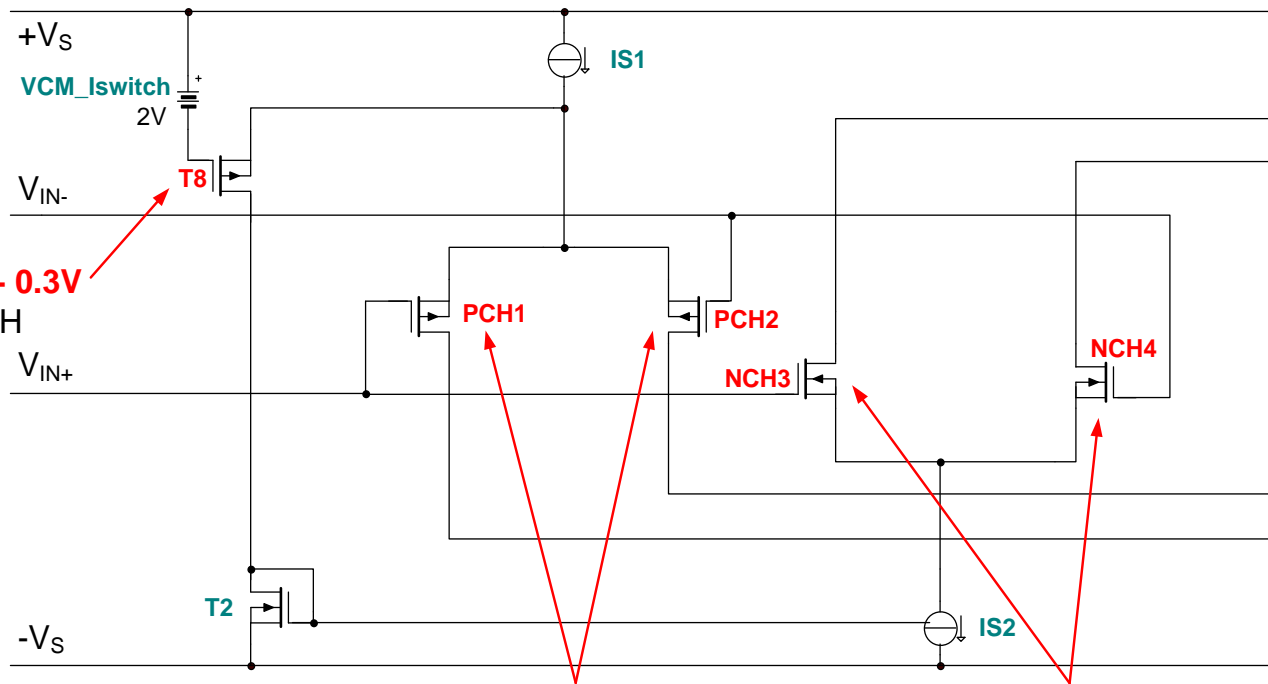 +VS
IS1
VCM_Iswitch
+
2V
T8
VIN-
- 0.3V
PCH1
PCH2
H
NCH4
VIN+
NCH3
T2
IS2
-VS